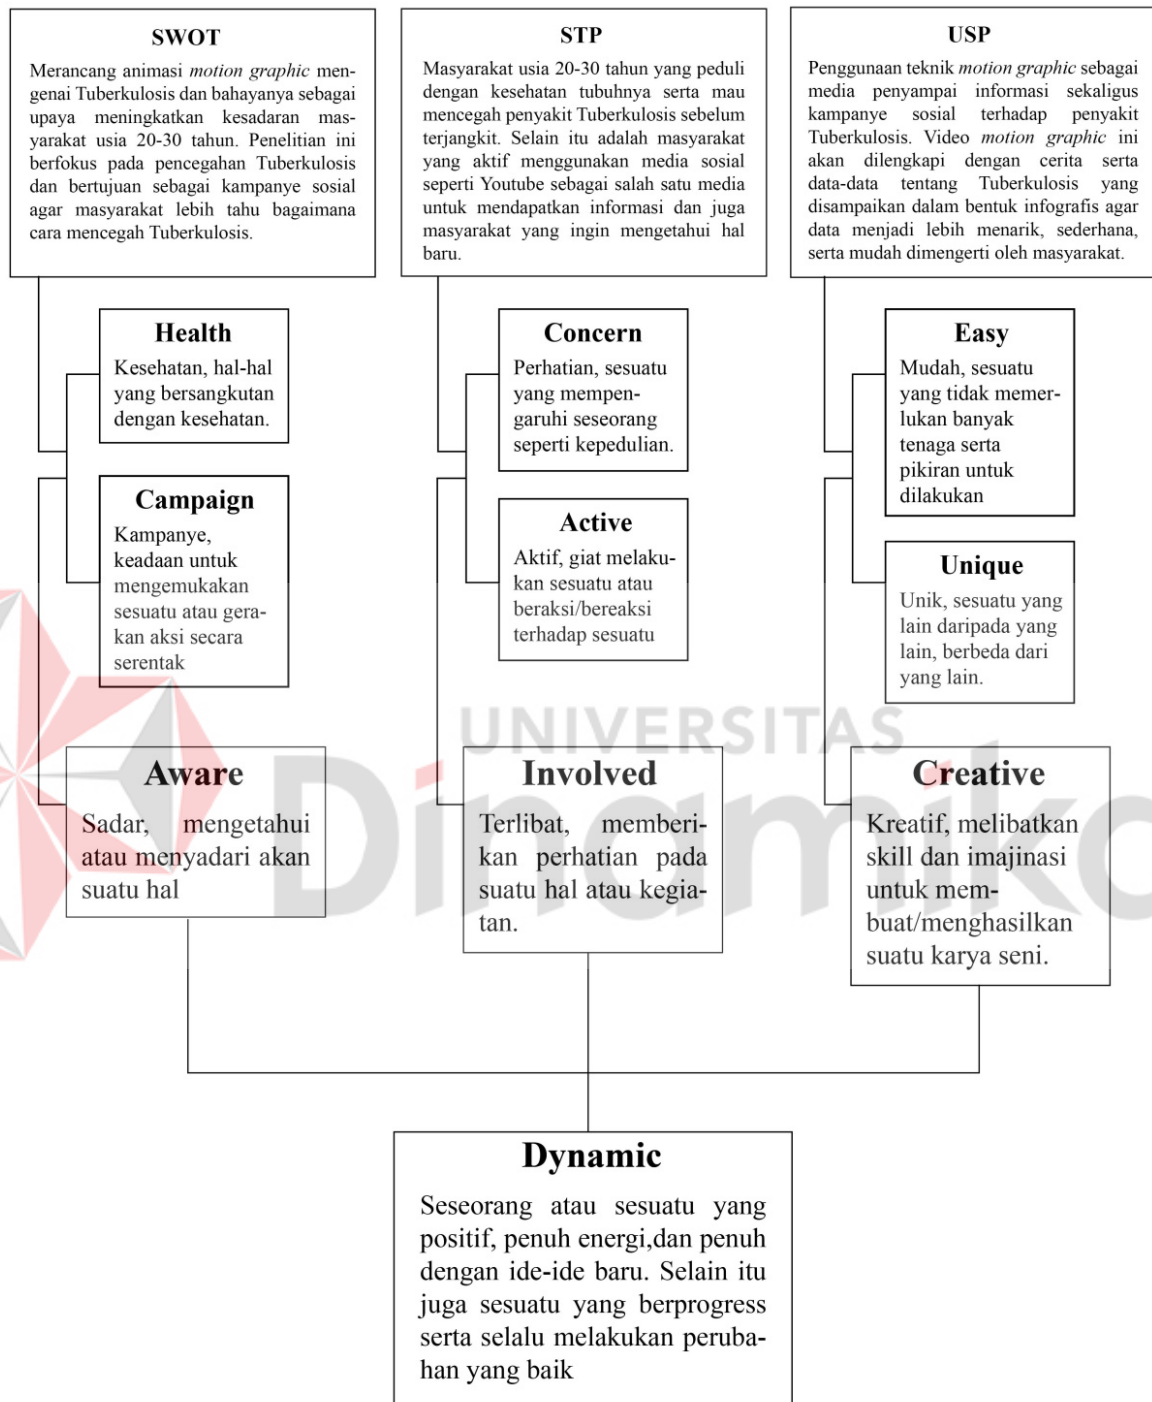 SWOT
Merancang animasi motion graphic men-
genai Tuberkulosis dan bahayanya sebagai
upaya meningkatkan kesadaran mas-
yarakat usia 20-30 tahun. Penelitian ini
berfokus pada pencegahan Tuberkulosis
dan bertujuan sebagai kampanye sosial
agar masyarakat lebih tahu bagaimana
cara mencegah Tuberkulosis.
STP
Masyarakat usia 20-30 tahun yang peduli
dengan kesehatan tubuhnya serta mau
mencegah penyakit Tuberkulosis sebelum
terjangkit. Selain itu adalah masyarakat
yang aktif menggunakan media sosial
seperti Youtube sebagai salah satu media
untuk mendapatkan informasi dan juga
masyarakat yang ingin mengetahui hal
baru.
USP
Penggunaan teknik motion graphic sebagai
media penyampai informasi sekaligus
kampanye sosial terhadap penyakit
Tuberkulosis. Video motion graphic ini
akan dilengkapi dengan cerita serta
data-data tentang Tuberkulosis yang
disampaikan dalam bentuk infografis agar
data menjadi lebih menarik, sederhana,
serta mudah dimengerti oleh masyarakat.
Health
Kesehatan, hal-hal
yang bersangkutan
dengan kesehatan.
Concern
Perhatian, sesuatu
yang mempen-
garuhi seseorang
seperti kepedulian.
Easy
Mudah, sesuatu
yang tidak memer-
lukan banyak
tenaga serta
pikiran untuk
dilakukan
Campaign
Kampanye,
keadaan untuk
mengemukakan
sesuatu atau gera-
kan aksi secara
serentak
Active
Aktif, giat melaku-
kan sesuatu atau
beraksi/bereaksi
terhadap sesuatu
Unique
Unik, sesuatu yang
lain daripada yang
lain, berbeda dari
yang lain.
UNIVERSITAS
Dinamika
Aware
Sadar, mengetahui
atau menyadari akan
suatu hal
Involved
Terlibat, memberi-
kan perhatian pada
suatu hal atau kegia-
tan.
Creative
Kreatif, melibatkan
skill dan imajinasi
untuk mem-
buat/menghasilkan
suatu karya seni.
Dynamic
Seseorang atau sesuatu yang
positif, penuh energi,dan penuh
dengan ide-ide baru. Selain itu
juga sesuatu yang berprogress
serta selalu melakukan peruba-
han yang baik